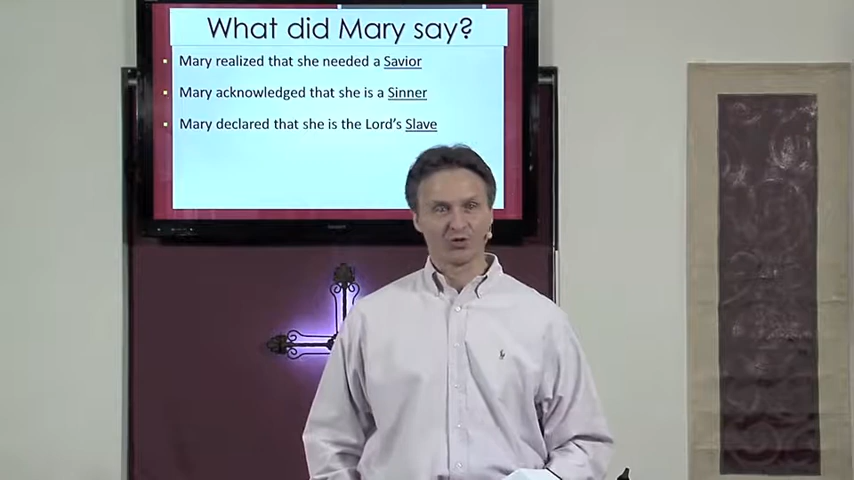 What did Mary say?
Mary realized that she needed a Savior
Mary acknowledged that she is a Sinner
Mary declared that she is the Lord's Slave